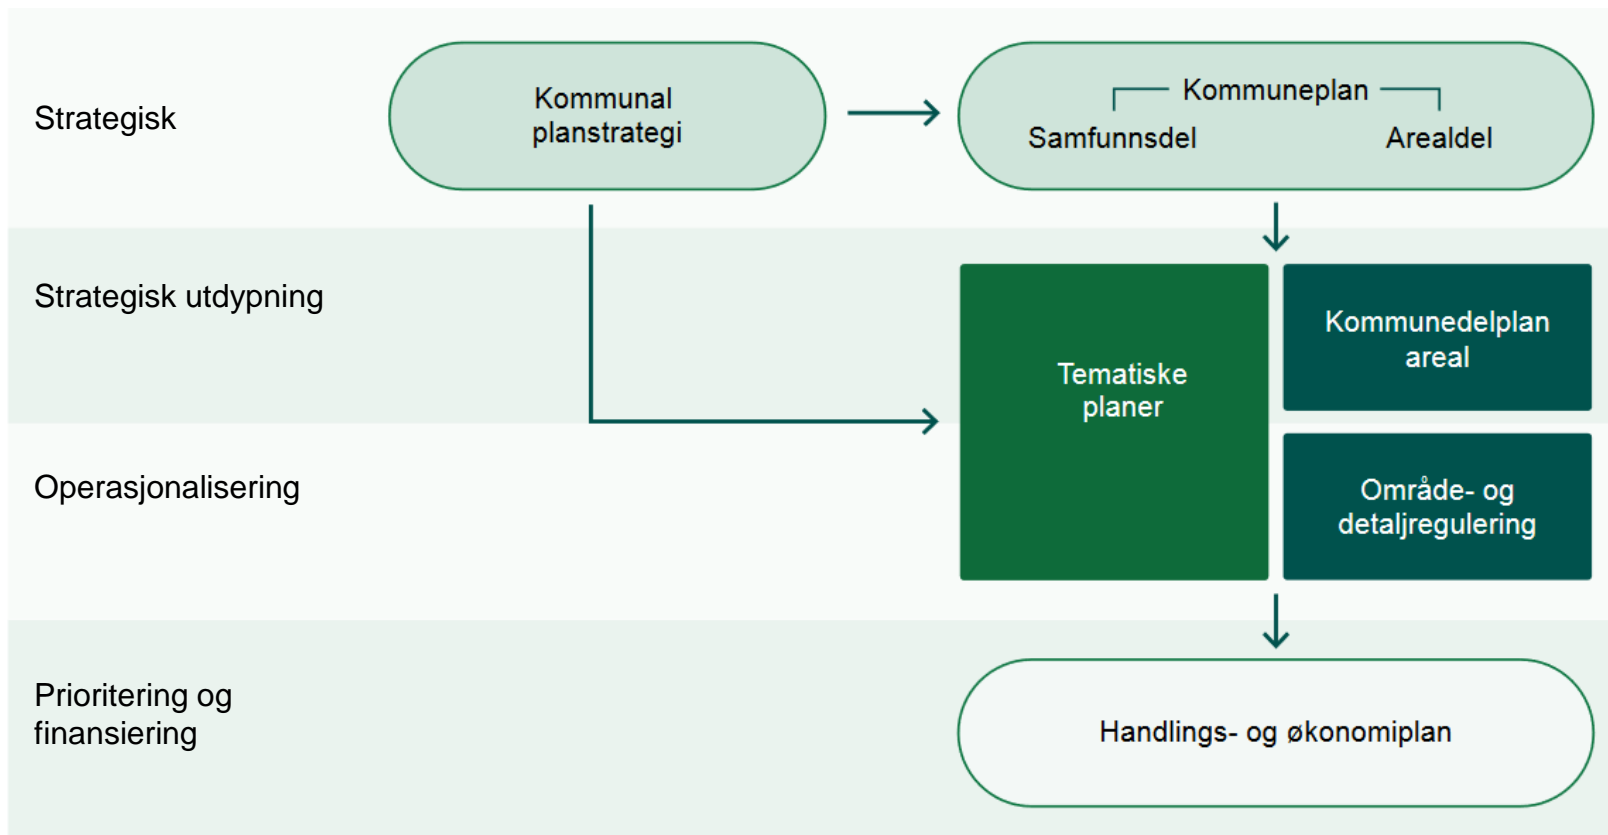 Strategisk
Kommunal
planstrategi
Kommuneplan
Samfunnsdel
Arealdel
Strategisk utdypning
Tematiske
planer
Kommunedelplan
areal
Operasjonalisering
Område- og
detaljregulering
Prioritering og
finansiering
Handlings- og økonomiplan